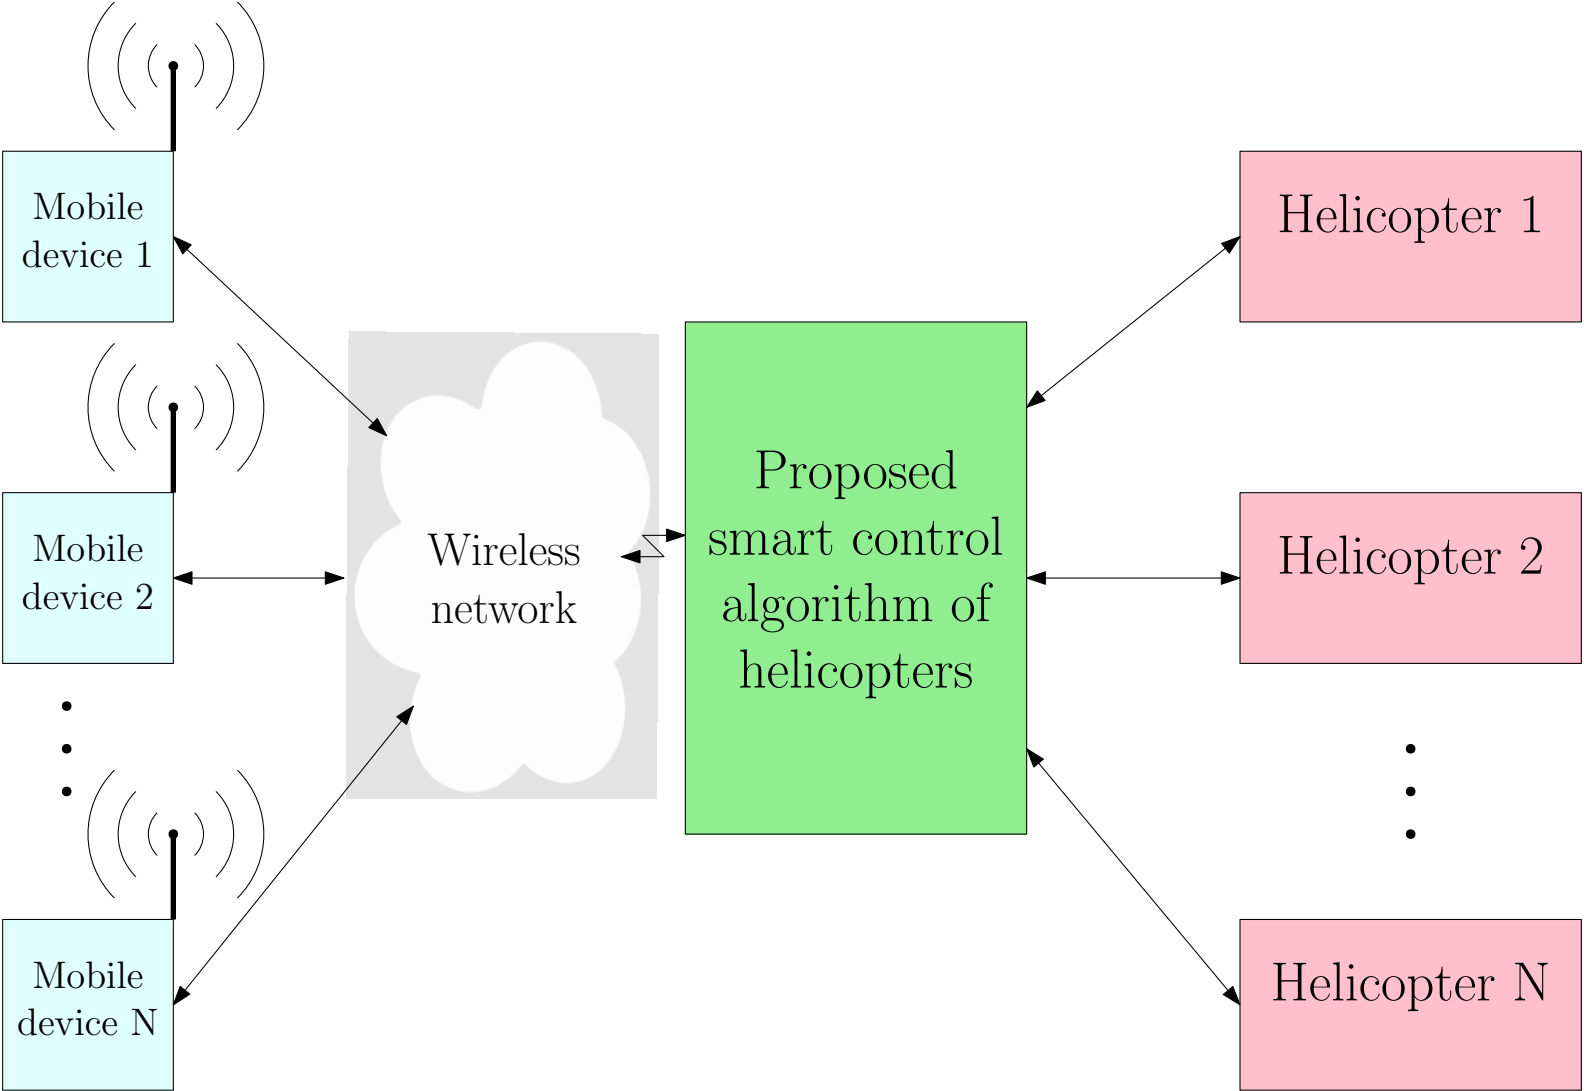 Mobile
device 1
Helicopter 1
Mobile
device 2
Wireless
network
Proposed
smart control
algorithm of
helicopters
Helicopter 2
Mobile
device N
Helicopter N